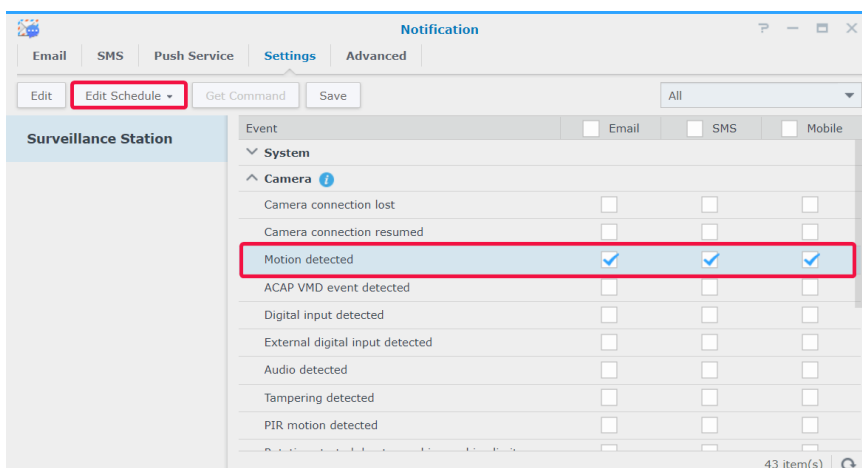 Notification
Email SMS Push Service Settings Advanced
Edit Edit Schedule Get Command Save All
Surveillance Station
Event Email SMS Mobile
System
Camera i
Camera connection lost
Camera connection resumed
Motion detected
ACAP VMD event detected
Digital input detected
External digital input detected
Audio detected
Tampering detected
PIR motion detected
43 item(s)